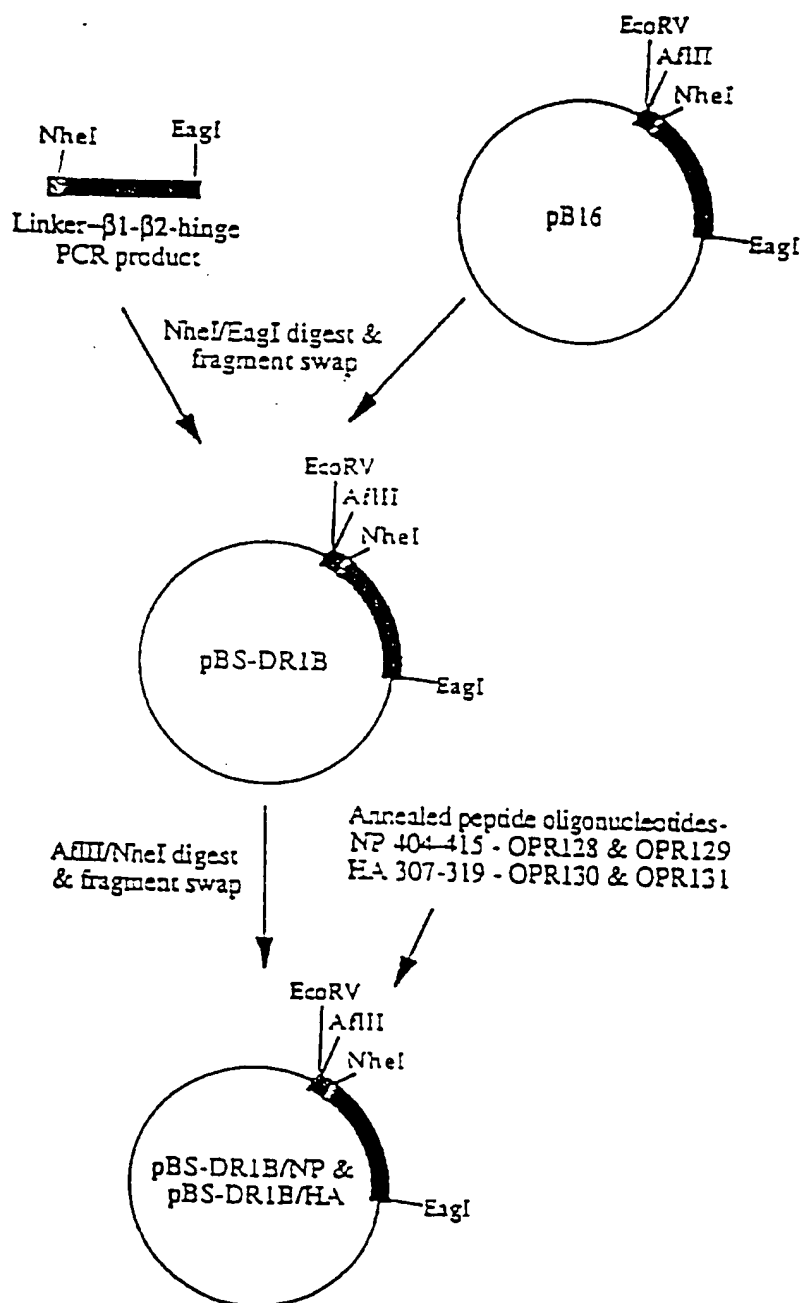 EcoRV
AflII
NheI
NheI
EagI
pB16
EagI
Linker-β1-β2-hinge
PCR product
NheI/EagI digest &
fragment swap
EcoRV
AflII
NheI
pBS-DR1B
EagI
AflII/NheI digest
& fragment swap
Annealed peptide oligonucleotides-
NP 404-415 - OPR128 & OPR129
HA 307-319 - OPR130 & OPR131
EcoRV
AflII
NheI
pBS-DR1B/NP &
pBS-DR1B/HA
EagI